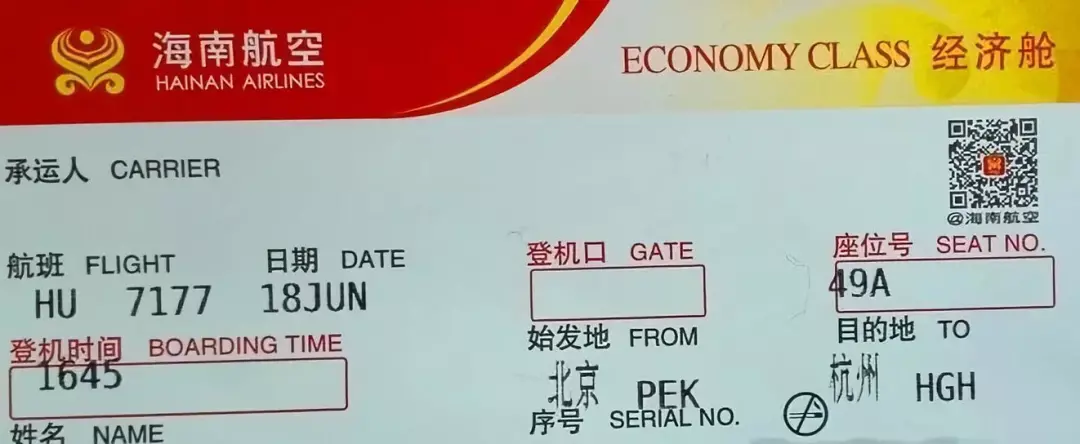 海南航空
HAINAN AIRLINES
ECONOMY CLASS 经济舱
承运人 CARRIER
@海南航空
航班 FLIGHT 日期 DATE 登机口 GATE 座位号 SEAT NO.
HU 7177 18JUN 49A
登机时间 BOARDING TIME 始发地 FROM 目的地 TO
1645 北京 PEK 杭州 HGH
姓名 NAME 序号 SERIAL NO.